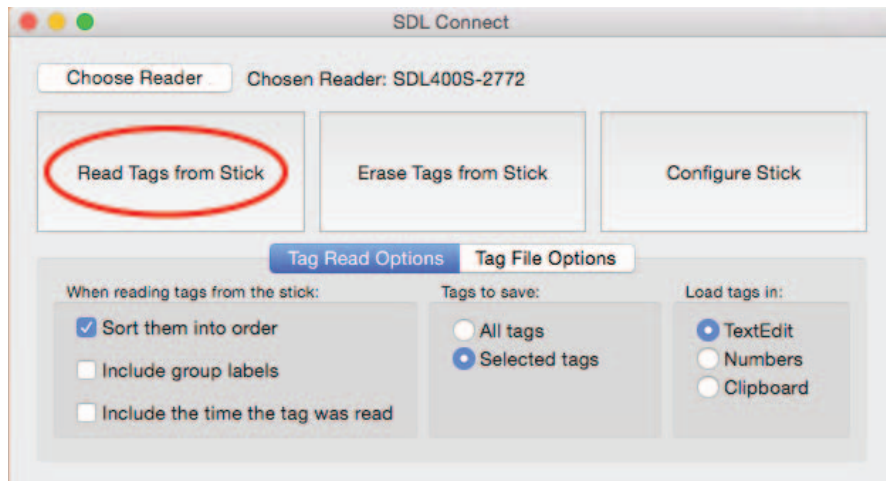 SDL Connect
Choose Reader Chosen Reader: SDL400S-2772
Read Tags from Stick Erase Tags from Stick Configure Stick
Tag Read Options Tag File Options
When reading tags from the stick: Tags to save: Load tags in:
Sort them into order All tags TextEdit
Include group labels Selected tags Numbers
Include the time the tag was read Clipboard